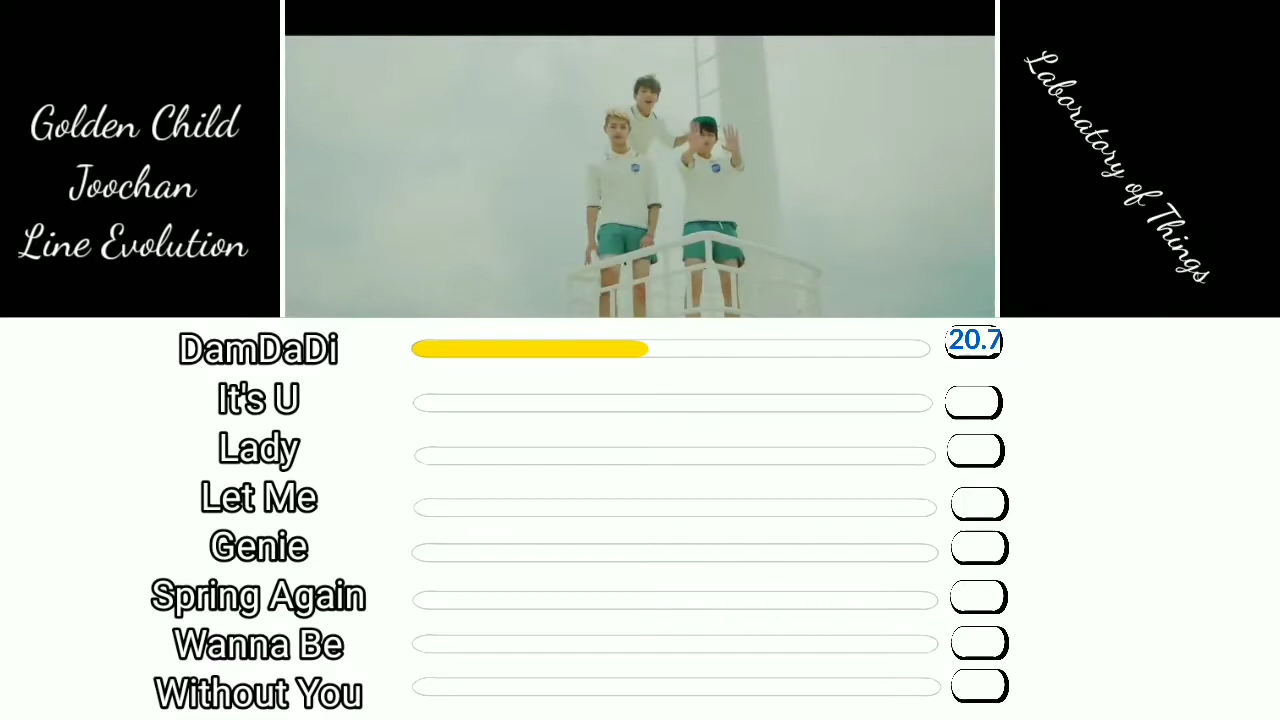 Golden Child
Joochan
Line Evolution
Laboratory of Things
DamDaDi
20.7
It's U
Lady
Let Me
Genie
Spring Again
Wanna Be
Without You